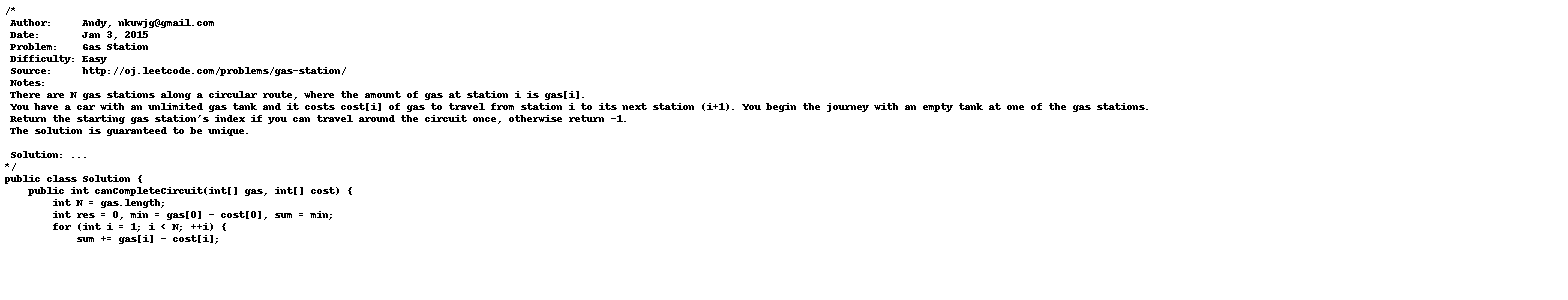 /*
 Author:     Andy, nkuwjg@gmail.com
 Date:       Jan 3, 2015
 Problem:    Gas Station
 Difficulty: Easy
 Source:     http://oj.leetcode.com/problems/gas-station/
 Notes:
 There are N gas stations along a circular route, where the amount of gas at station i is gas[i].
 You have a car with an unlimited gas tank and it costs cost[i] of gas to travel from station i to its next station (i+1). You begin the journey with an empty tank at one of the gas stations.
 Return the starting gas station's index if you can travel around the circuit once, otherwise return -1.
 The solution is guaranteed to be unique.

 Solution: ...
*/
public class Solution {
    public int canCompleteCircuit(int[] gas, int[] cost) {
        int N = gas.length;
        int res = 0, min = gas[0] - cost[0], sum = min;
        for (int i = 1; i < N; ++i) {
            sum += gas[i] - cost[i];